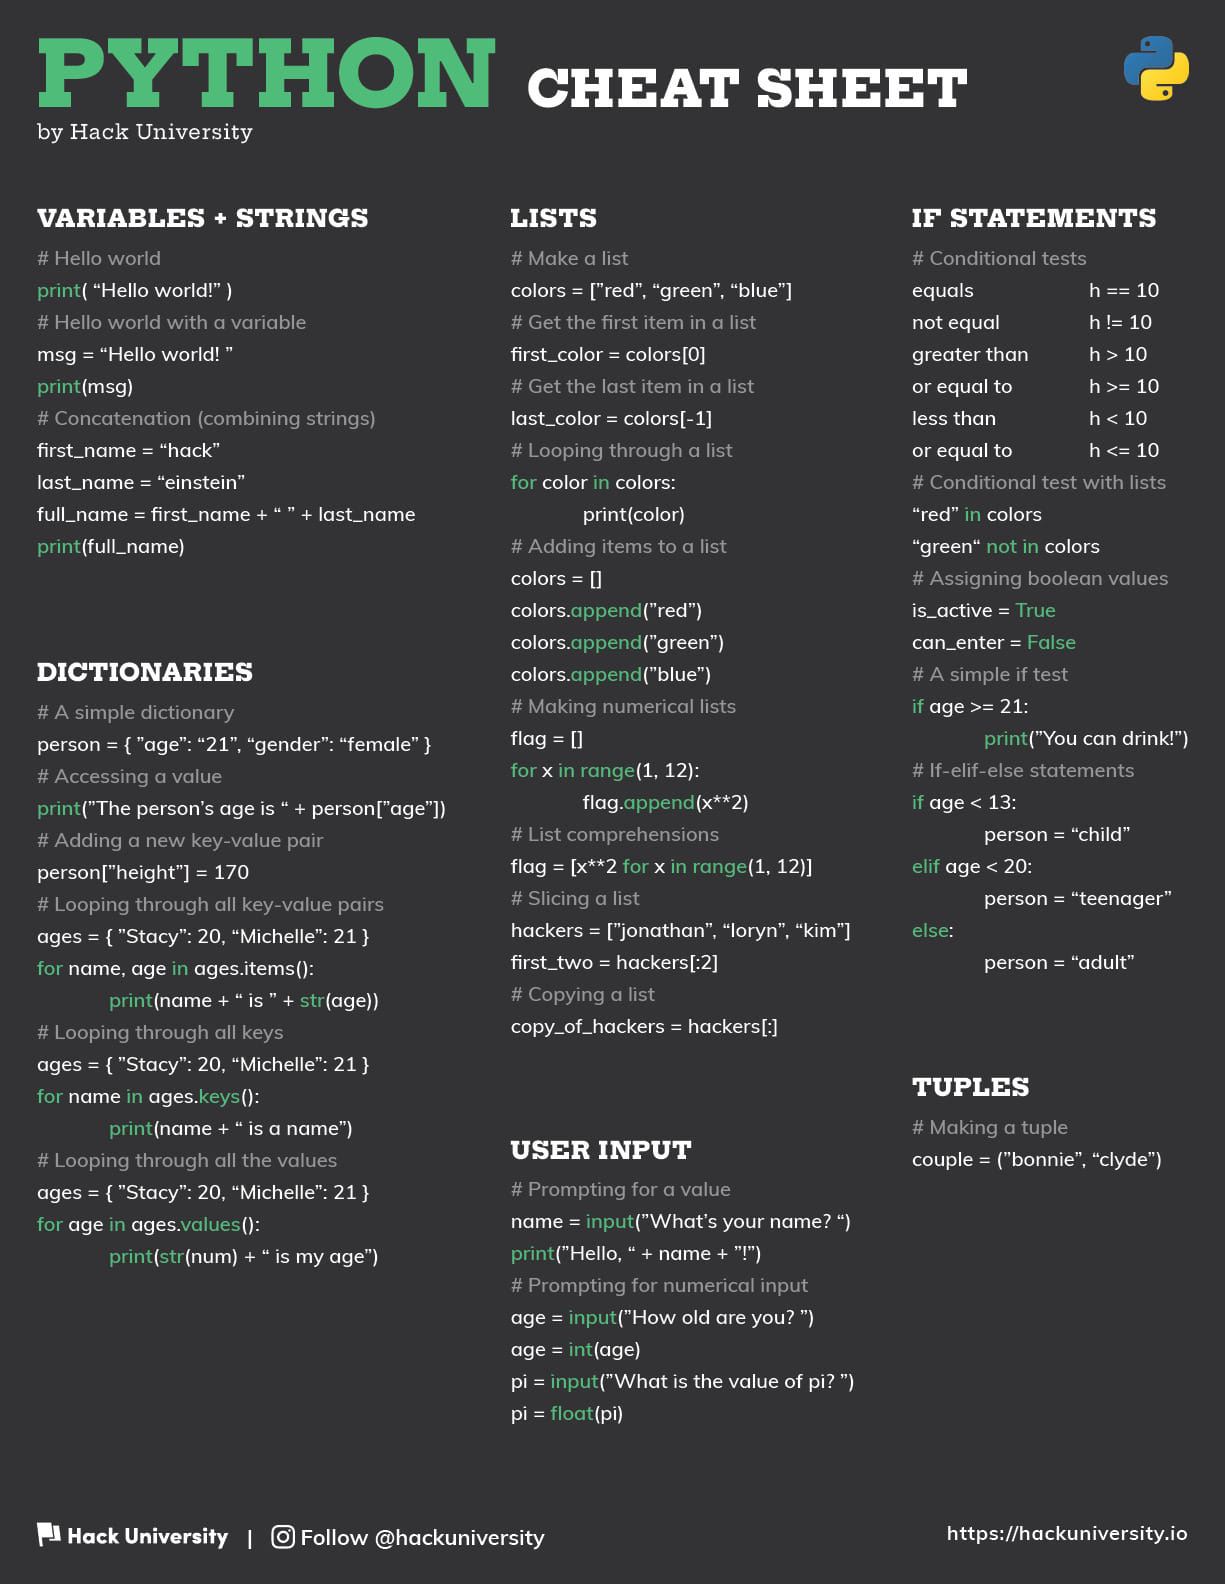 PYTHON CHEAT SHEET
by Hack University
VARIABLES + STRINGS
# Hello world
print( “Hello world!” )
# Hello world with a variable
msg = “Hello world! ”
print(msg)
# Concatenation (combining strings)
first_name = “hack”
last_name = “einstein”
full_name = first_name + “ ” + last_name
print(full_name)
DICTIONARIES
# A simple dictionary
person = { ”age”: “21”, “gender”: “female” }
# Accessing a value
print(”The person’s age is “ + person[”age”])
# Adding a new key-value pair
person[”height”] = 170
# Looping through all key-value pairs
ages = { ”Stacy”: 20, “Michelle”: 21 }
for name, age in ages.items():
print(name + “ is ” + str(age))
# Looping through all keys
ages = { ”Stacy”: 20, “Michelle”: 21 }
for name in ages.keys():
print(name + “ is a name”)
# Looping through all the values
ages = { ”Stacy”: 20, “Michelle”: 21 }
for age in ages.values():
print(str(num) + “ is my age”)
LISTS
# Make a list
colors = [”red”, “green”, “blue”]
# Get the first item in a list
first_color = colors[0]
# Get the last item in a list
last_color = colors[-1]
# Looping through a list
for color in colors:
print(color)
# Adding items to a list
colors = []
colors.append(”red”)
colors.append(”green”)
colors.append(”blue”)
# Making numerical lists
flag = []
for x in range(1, 12):
flag.append(x**2)
# List comprehensions
flag = [x**2 for x in range(1, 12)]
# Slicing a list
hackers = [”jonathan”, “loryn”, “kim”]
first_two = hackers[:2]
# Copying a list
copy_of_hackers = hackers[:]
USER INPUT
# Prompting for a value
name = input(”What’s your name? “)
print(”Hello, “ + name + ”!”)
# Prompting for numerical input
age = input(”How old are you? ”)
age = int(age)
pi = input(”What is the value of pi? ”)
pi = float(pi)
IF STATEMENTS
# Conditional tests
equals h == 10
not equal h != 10
greater than h > 10
or equal to h >= 10
less than h < 10
or equal to h <= 10
# Conditional test with lists
“red” in colors
“green“ not in colors
# Assigning boolean values
is_active = True
can_enter = False
# A simple if test
if age >= 21:
print(”You can drink!”)
# If-elif-else statements
if age < 13:
person = “child”
elif age < 20:
person = “teenager”
else:
person = “adult”
TUPLES
# Making a tuple
couple = (”bonnie”, “clyde”)
Hack University | Follow @hackuniversity
https://hackuniversity.io